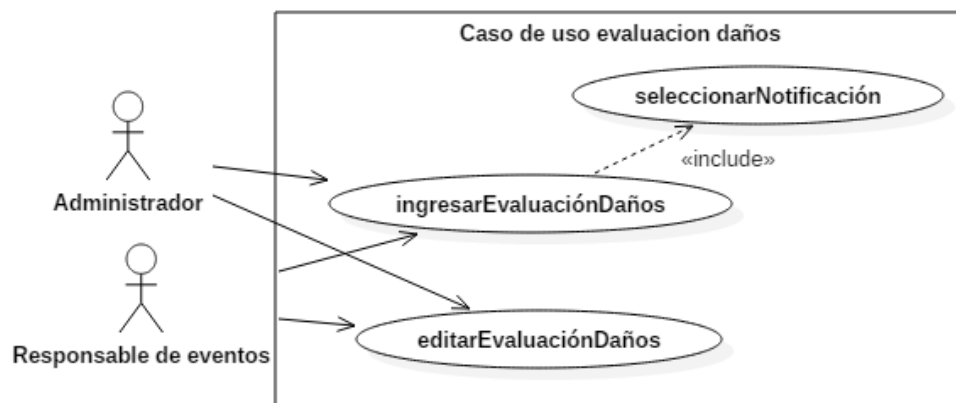 Caso de uso evaluacion daños
seleccionarNotificación
«include»
Administrador
ingresarEvaluaciónDaños
Responsable de eventos
editarEvaluaciónDaños